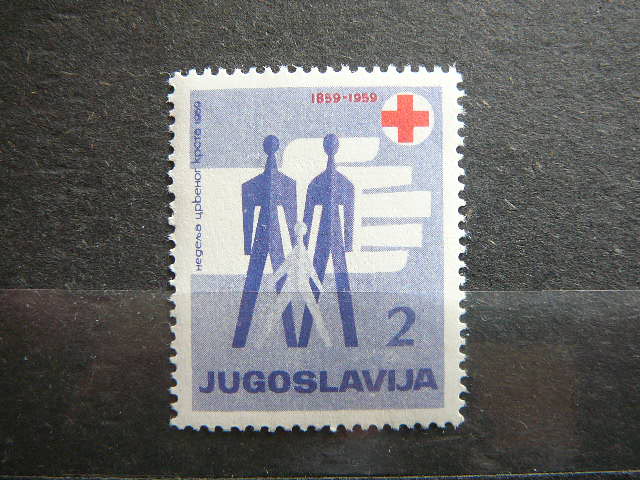 1859-1959
недеља црвеног крста 1959
2
JUGOSLAVIJA